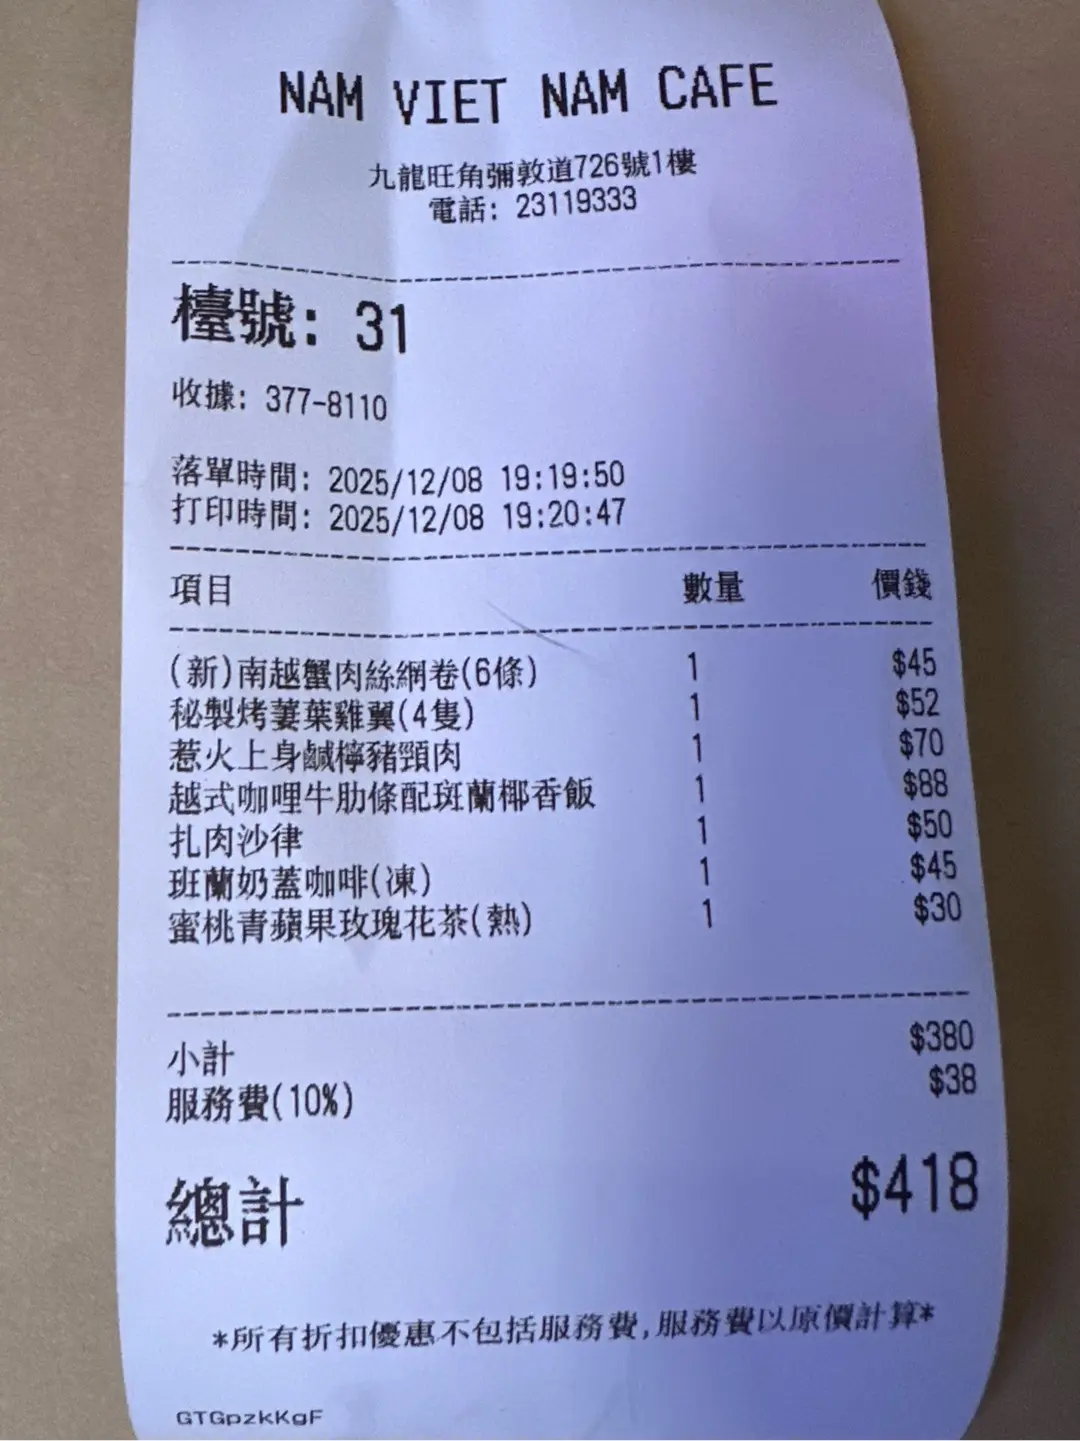 NAM VIET NAM CAFE
九龍旺角彌敦道726號1樓
電話: 23119333
檯號: 31
收據: 377-8110
落單時間: 2025/12/08 19:19:50
打印時間: 2025/12/08 19:20:47
項目 數量 價錢
(新)南越蟹肉絲網卷(6條) 1 $45
秘製烤蔞葉雞翼(4隻) 1 $52
惹火上身鹹檸豬頸肉 1 $70
越式咖哩牛肋條配斑蘭椰香飯 1 $88
扎肉沙律 1 $50
班蘭奶蓋咖啡(凍) 1 $45
蜜桃青蘋果玫瑰花茶(熱) 1 $30
小計 $380
服務費(10%) $38
總計 $418
*所有折扣優惠不包括服務費,服務費以原價計算*
GTGpzkKgF